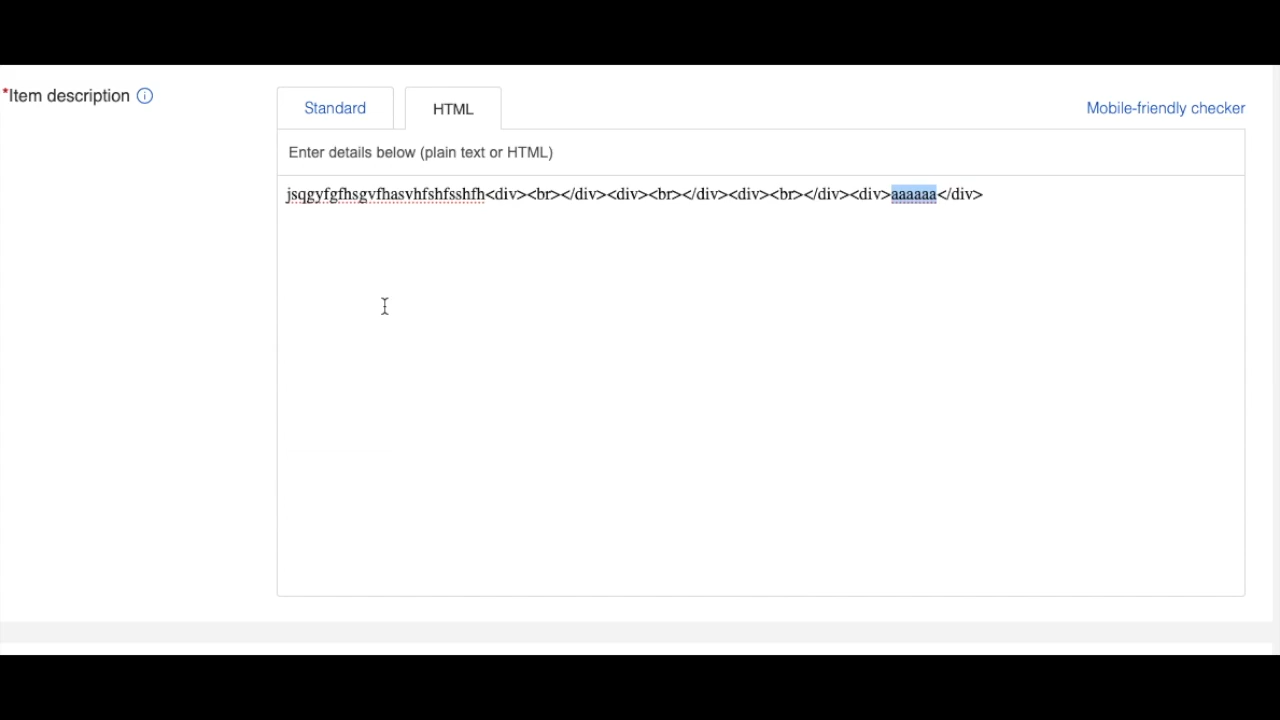 *Item description
Standard
HTML
Mobile-friendly checker
Enter details below (plain text or HTML)
jsqgyfgfhsgvfhasvhfshfsshfh<div><br></div><div><br></div><div><br></div><div>aaaaaa</div>